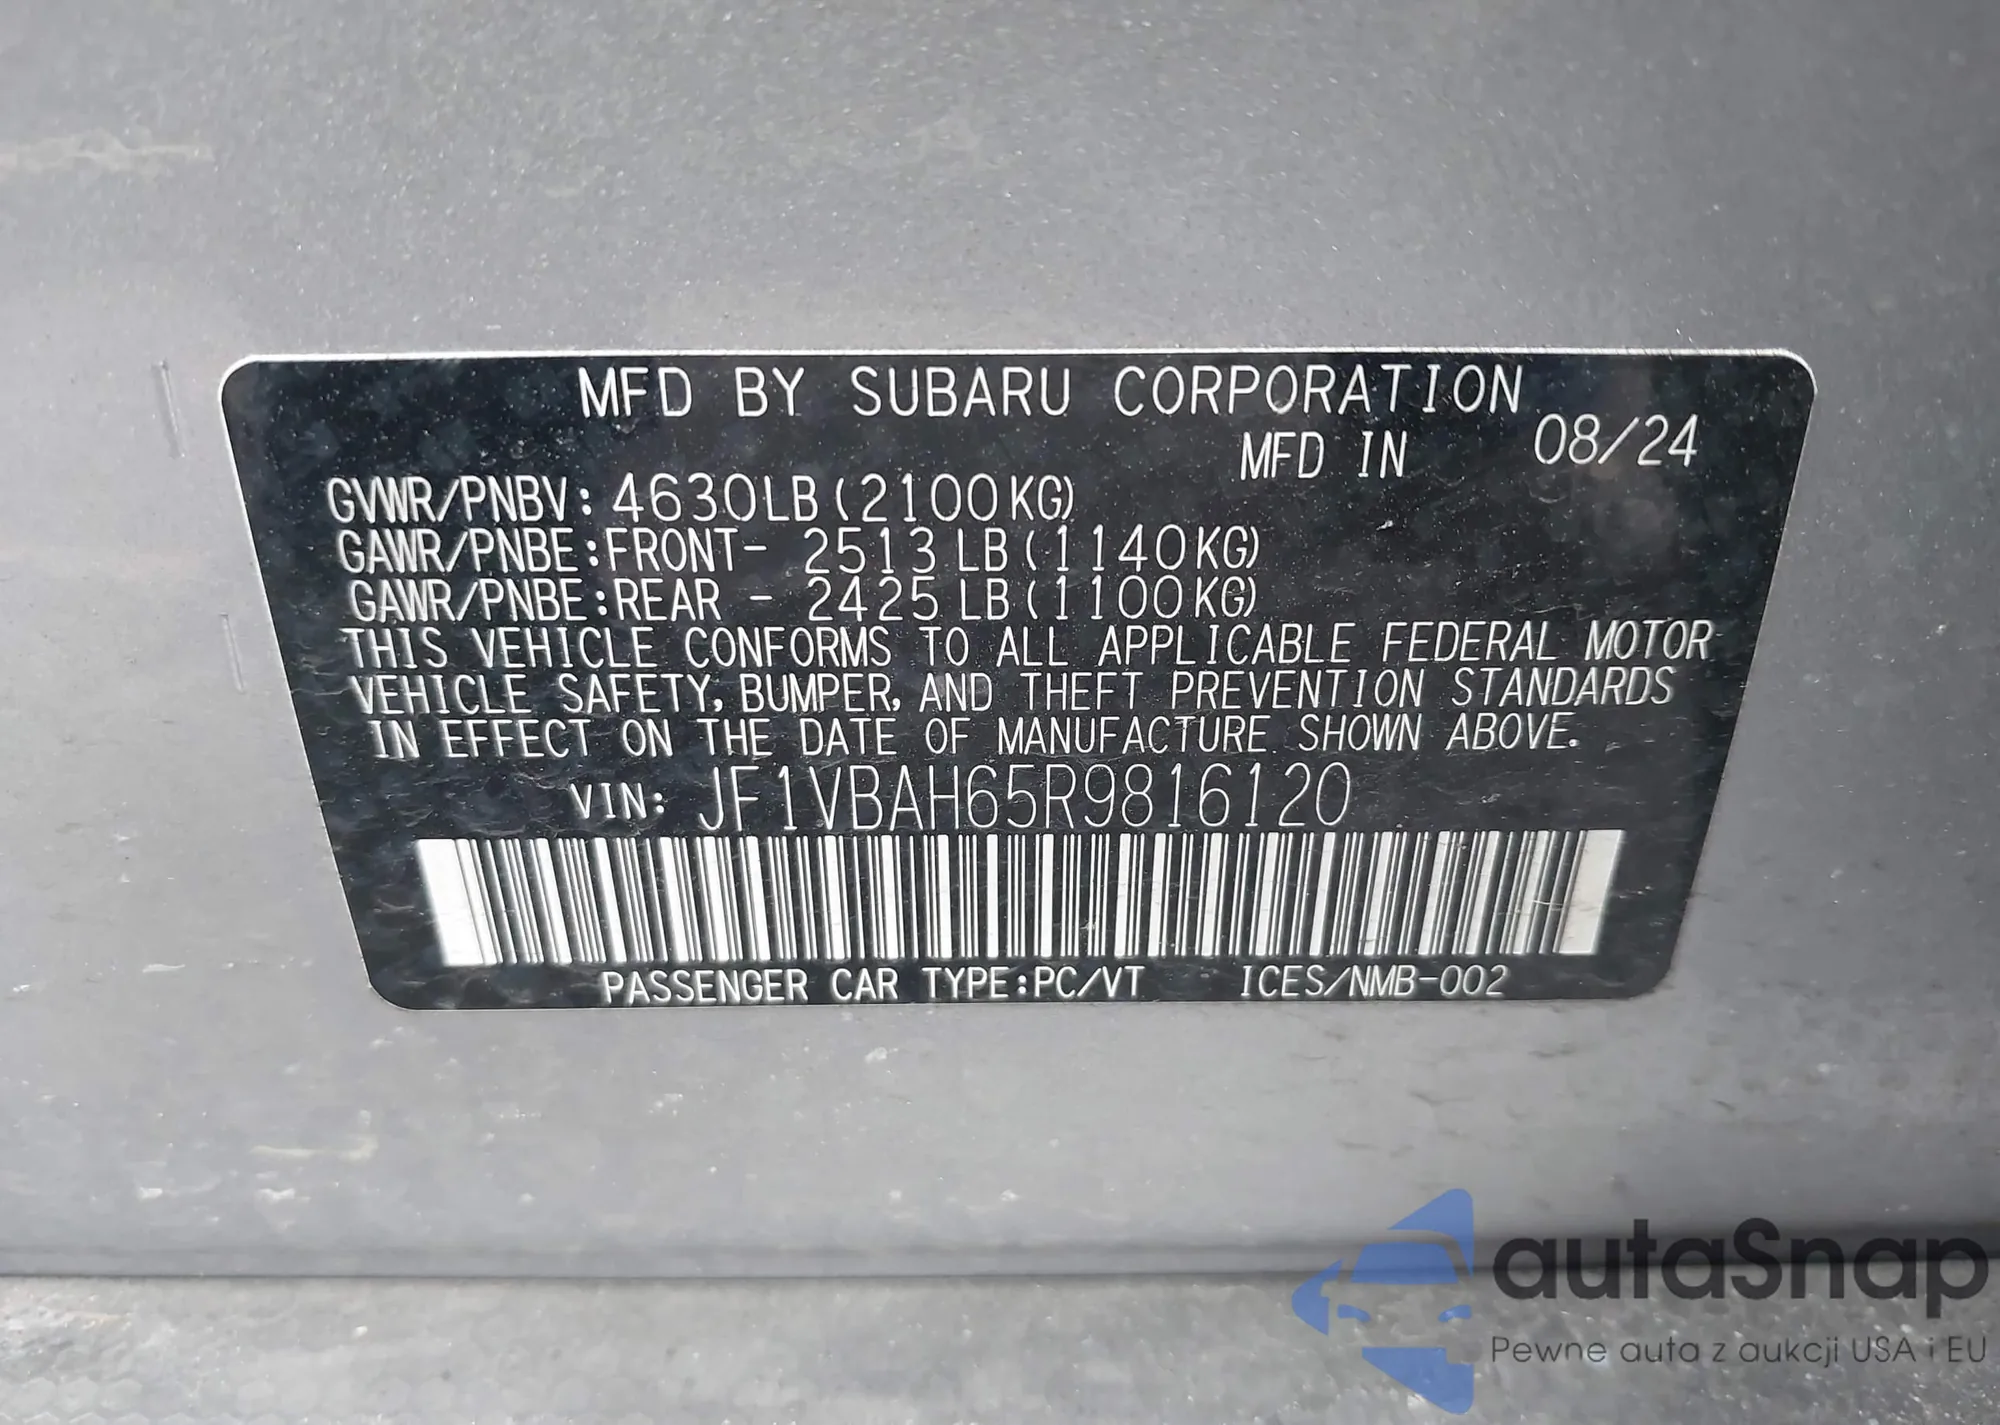 MFD BY SUBARU CORPORATION
MFD IN 08/24
GVWR/PNBV: 4630LB(2100KG)
GAWR/PNBE:FRONT- 2513 LB(1140KG)
GAWR/PNBE:REAR - 2425 LB(1100KG)
THIS VEHICLE CONFORMS TO ALL APPLICABLE FEDERAL MOTOR
VEHICLE SAFETY, BUMPER, AND THEFT PREVENTION STANDARDS
IN EFFECT ON THE DATE OF MANUFACTURE SHOWN ABOVE.
VIN: JF1VBAH65R9816120
PASSENGER CAR TYPE:PC/VT ICES/NMB-002
autaSnap
Pewne auta z aukcji USA i EU